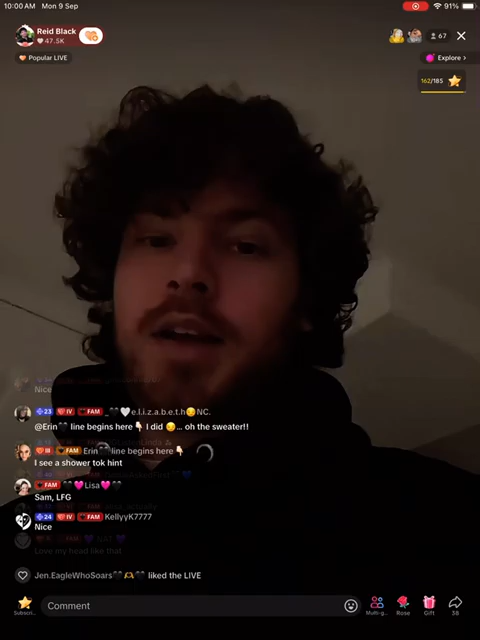 10:00 AM Mon 9 Sep
91%
Reid Black
47.5K
67
Popular LIVE
Explore >
162/185
Nice
23 IV FAM _🖤🤍e.l.i.z.a.b.e.t.h😏NC.
@Erin🖤 line begins here👇🏻 I did 😏... oh the sweater!!
III FAM Erin🖤 line begins here👇🏻
I see a shower tok hint
FAM 🖤💖Lisa💖🖤
Sam, LFG
24 IV FAM KellyyK7777
Nice
Love my head like that
Jen.EagleWhoSoars🖤🫶🖤 liked the LIVE
Subscri...
Comment
Multi-g...
Rose
Gift
38